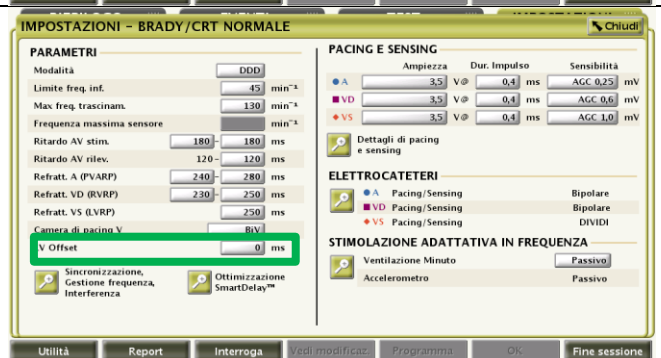 IMPOSTAZIONI – BRADY/CRT NORMALE
Chiudi
PARAMETRI
Modalità DDD
Limite freq. inf. 45 min⁻¹
Max freq. trascinam. 130 min⁻¹
Frequenza massima sensore min⁻¹
Ritardo AV stim. 180 - 180 ms
Ritardo AV rilev. 120 - 120 ms
Refratt. A (PVARP) 240 - 280 ms
Refratt. VD (RVRP) 230 - 250 ms
Refratt. VS (LVRP) 250 ms
Camera di pacing V BiV
V Offset 0 ms
Sincronizzazione,
Gestione frequenza,
Interferenza
Ottimizzazione
SmartDelay™
PACING E SENSING
Ampiezza Dur. Impulso Sensibilità
A 3,5 V@ 0,4 ms AGC 0,25 mV
VD 3,5 V@ 0,4 ms AGC 0,6 mV
VS 3,5 V@ 0,4 ms AGC 1,0 mV
Dettagli di pacing
e sensing
ELETTROCATETERI
A Pacing/Sensing Bipolare
VD Pacing/Sensing Bipolare
VS Pacing/Sensing DIVIDI
STIMOLAZIONE ADATTATIVA IN FREQUENZA
Ventilazione Minuto Passivo
Accelerometro Passivo
Utilità Report Interroga Vedi modificaz. Programma OK Fine sessione